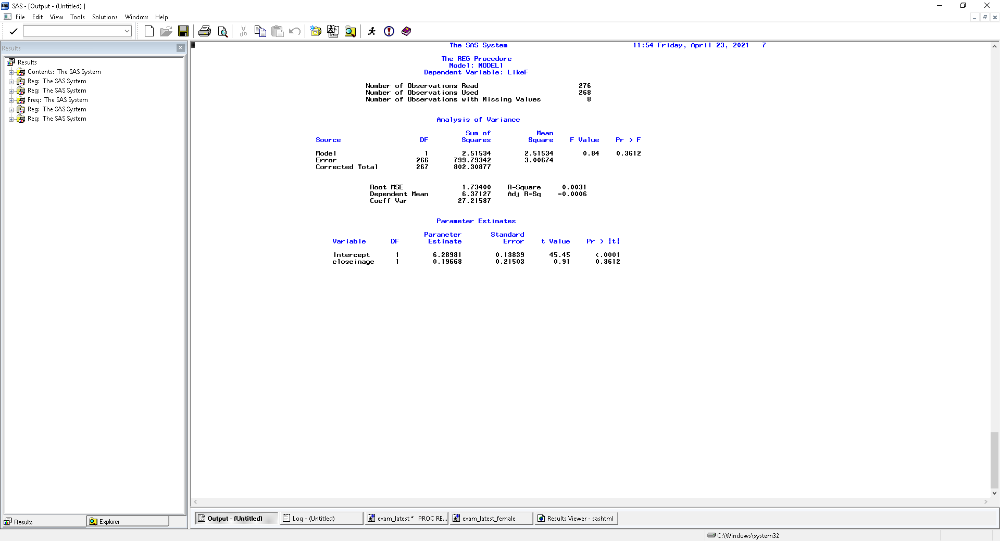 SAS - [Output - (Untitled) ]
File Edit View Tools Solutions Window Help
Results
Results
Contents: The SAS System
Reg: The SAS System
Reg: The SAS System
Freq: The SAS System
Reg: The SAS System
Reg: The SAS System
The SAS System 11:54 Friday, April 23, 2021 7
The REG Procedure
Model: MODEL1
Dependent Variable: LikeF
Number of Observations Read 276
Number of Observations Used 268
Number of Observations with Missing Values 8
Analysis of Variance
Sum of Mean
Source DF Squares Square F Value Pr > F
Model 1 2.51534 2.51534 0.84 0.3612
Error 266 799.79342 3.00674
Corrected Total 267 802.30877
Root MSE 1.73400 R-Square 0.0031
Dependent Mean 6.37127 Adj R-Sq -0.0006
Coeff Var 27.21587
Parameter Estimates
Parameter Standard
Variable DF Estimate Error t Value Pr > |t|
Intercept 1 6.28981 0.13839 45.45 <.0001
closeinage 1 0.19668 0.21503 0.91 0.3612
Results Explorer
Output - (Untitled) Log - (Untitled) exam_latest * PROC RE... exam_latest_female Results Viewer - sashtml
C:\Windows\system32